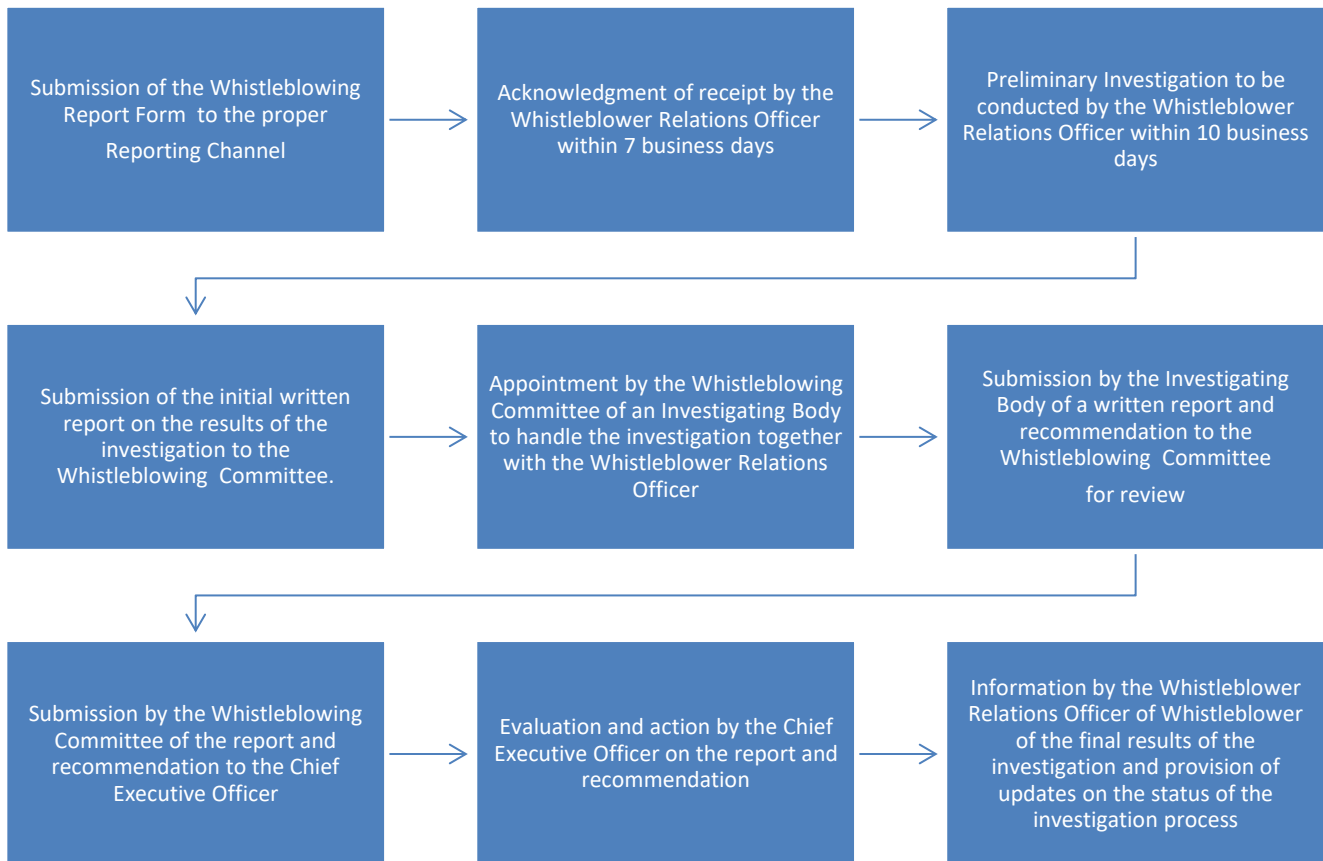 Submission of the Whistleblowing
Report Form to the proper
Reporting Channel
Acknowledgment of receipt by the
Whistleblower Relations Officer
within 7 business days
Preliminary Investigation to be
conducted by the Whistleblower
Relations Officer within 10 business
days
Submission of the initial written
report on the results of the
investigation to the
Whistleblowing Committee.
Appointment by the Whistleblowing
Committee of an Investigating Body
to handle the investigation together
with the Whistleblower Relations
Officer
Submission by the Investigating
Body of a written report and
recommendation to the
Whistleblowing Committee
for review
Submission by the Whistleblowing
Committee of the report and
recommendation to the Chief
Executive Officer
Evaluation and action by the Chief
Executive Officer on the report and
recommendation
Information by the Whistleblower
Relations Officer of Whistleblower
of the final results of the
investigation and provision of
updates on the status of the
investigation process